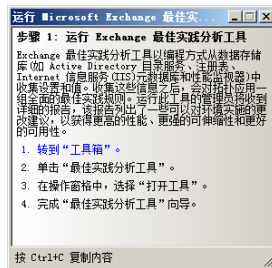 运行 Microsoft Exchange 最佳实...
步骤 1: 运行 Exchange 最佳实践分析工具
Exchange 最佳实践分析工具以编程方式从数据存储
库(如 Active Directory 目录服务、注册表、
Internet 信息服务(IIS)元数据库和性能监视器)中
收集设置和值。收集这些信息之后，会对拓扑应用一
组全面的最佳实践规则。运行此工具的管理员将收到
详细的报告，该报告列出了一些可以对环境实施的更
改建议，以获得更高的性能、更强的可伸缩性和更好
的可用性。
1. 转到“工具箱”。
2. 单击“最佳实践分析工具”。
3. 在操作窗格中，选择“打开工具”。
4. 完成“最佳实践分析工具”向导。
按 Ctrl+C 复制内容